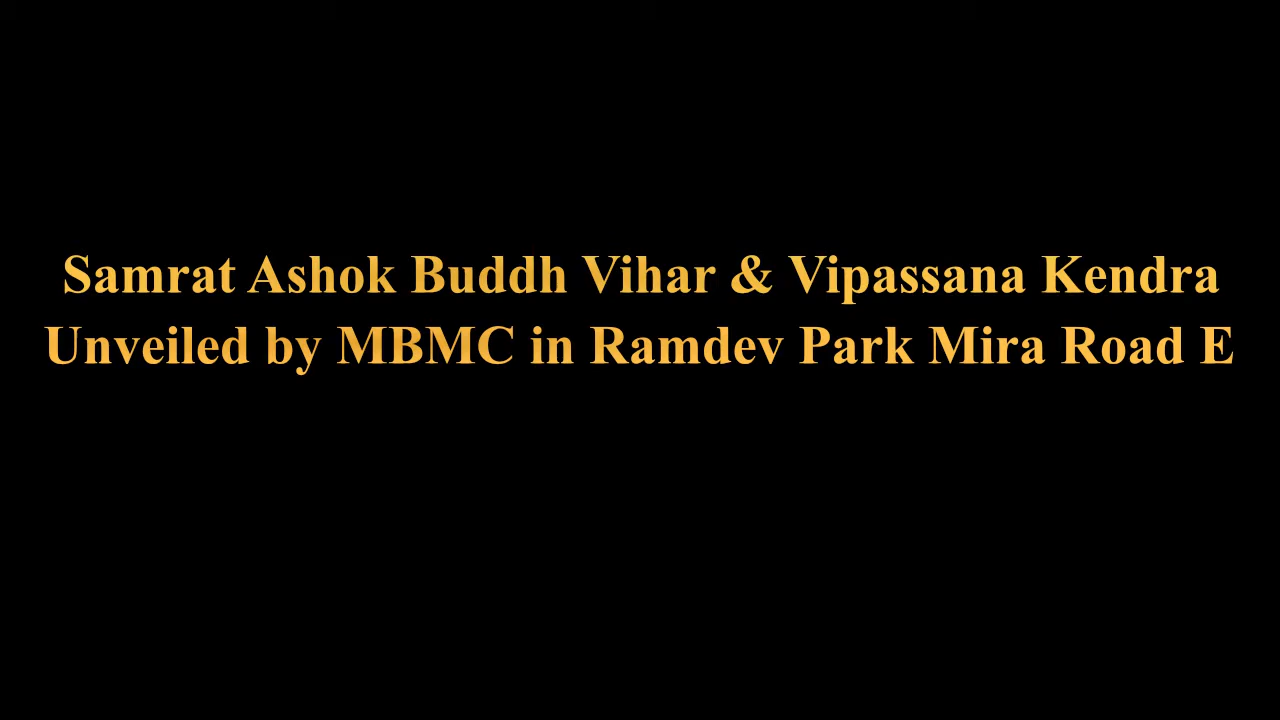 Samrat Ashok Buddh Vihar & Vipassana Kendra
Unveiled by MBMC in Ramdev Park Mira Road E